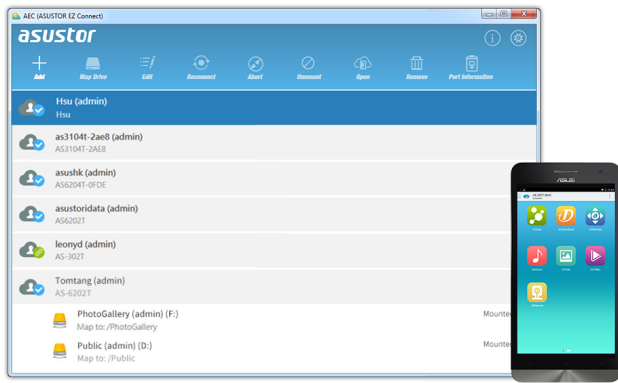 AEC (ASUSTOR EZ Connect)
asustor
Add
Map Drive
Edit
Reconnect
Abort
Unmount
Open
Remove
Port Information
Hsu (admin)
Hsu
as3104t-2ae8 (admin)
AS3104T-2AE8
asushk (admin)
AS6204T-0FDE
asustoridata (admin)
AS6202T
leonyd (admin)
AS-302T
Tomtang (admin)
AS-6202T
PhotoGallery (admin) (F:)
Mounted
Map to: /PhotoGallery
Public (admin) (D:)
Mounted
Map to: /Public
ASUS